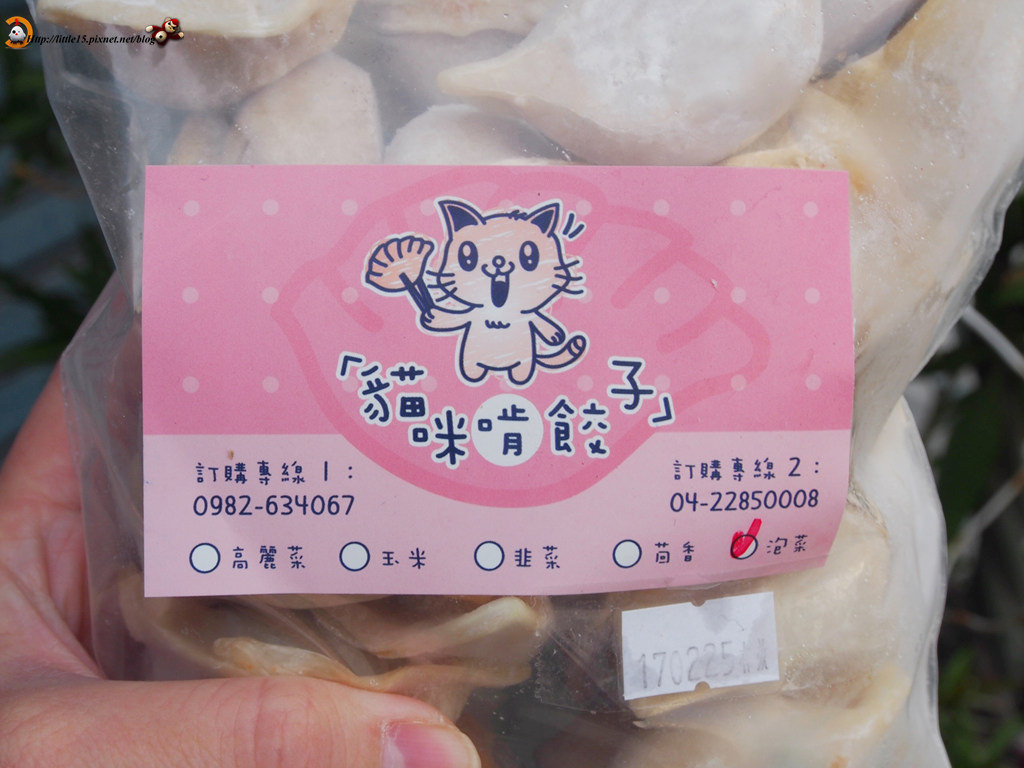 Http://little15.pixnet.net/blog
「貓咪啃餃子」
訂購專線 1：
0982-634067
訂購專線 2：
04-22850008
高麗菜 玉米 韭菜 茴香 泡菜
170225